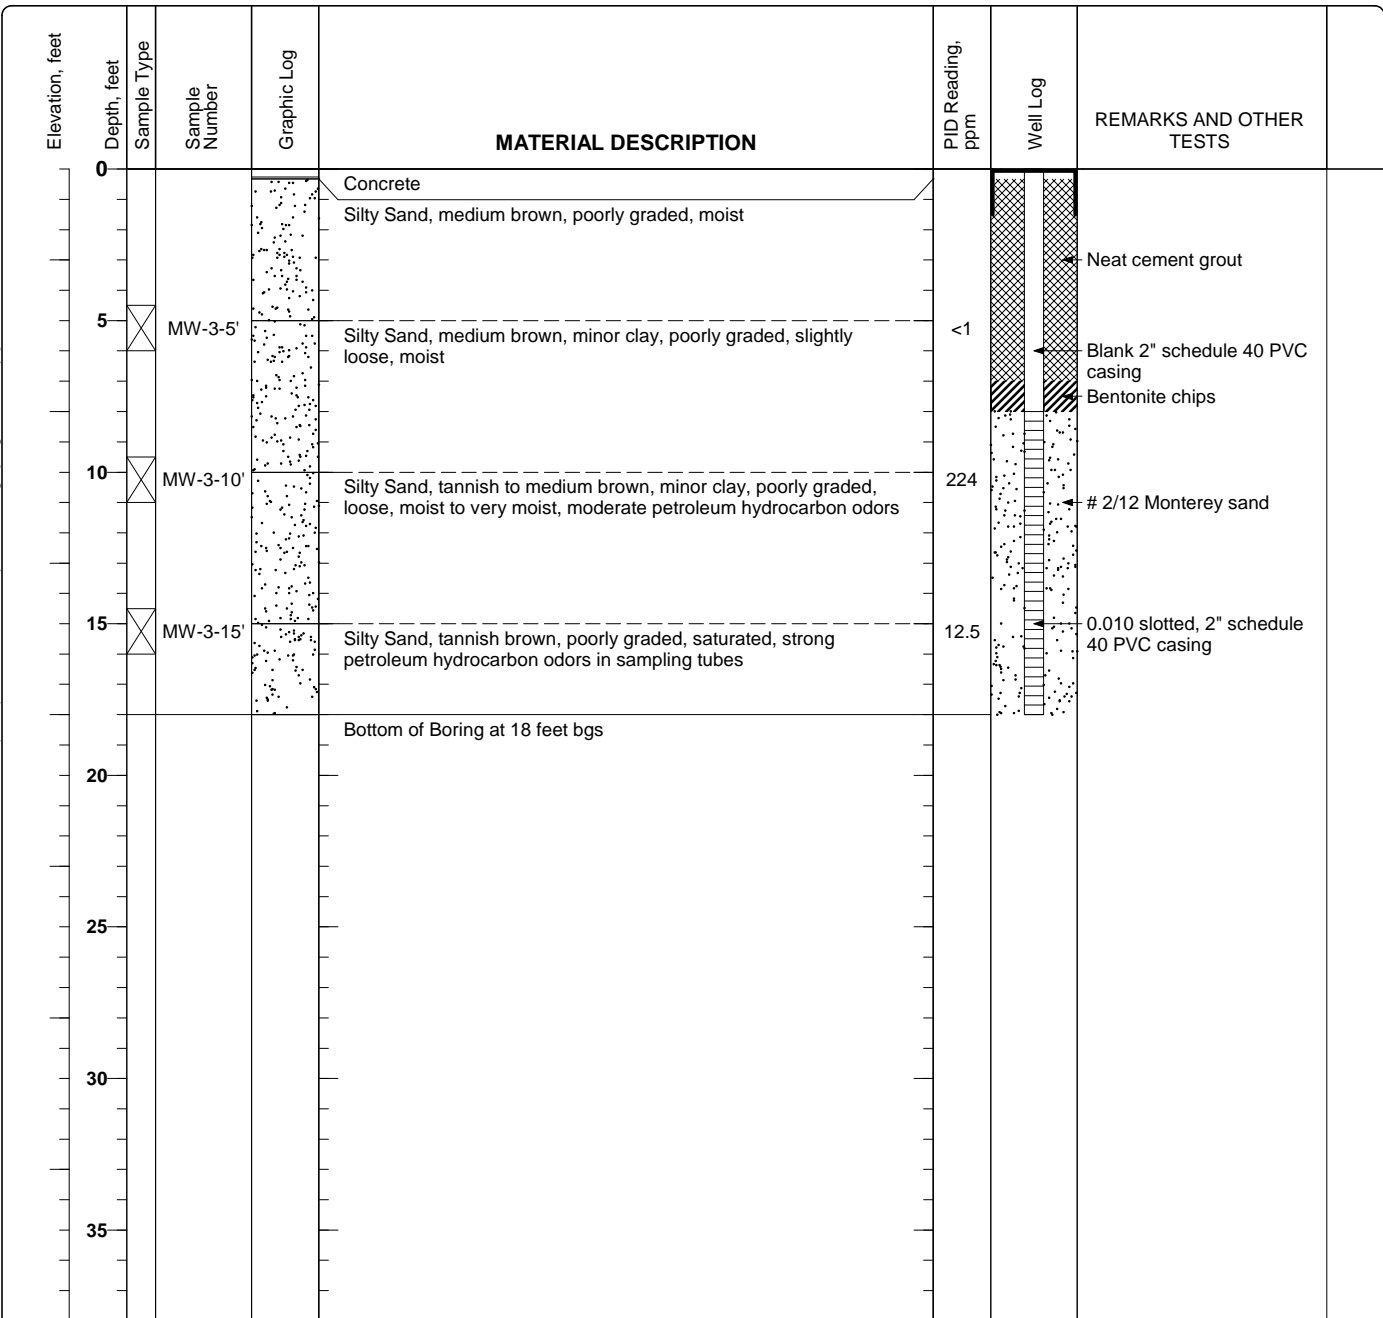 Elevation, feet
Depth, feet
Sample Type
Sample
Number
Graphic Log
MATERIAL DESCRIPTION
PID Reading,
ppm
Well Log
REMARKS AND OTHER
TESTS
0
Concrete
Silty Sand, medium brown, poorly graded, moist
Neat cement grout
5
MW-3-5'
Silty Sand, medium brown, minor clay, poorly graded, slightly
loose, moist
<1
Blank 2" schedule 40 PVC
casing
Bentonite chips
10
MW-3-10'
Silty Sand, tannish to medium brown, minor clay, poorly graded,
loose, moist to very moist, moderate petroleum hydrocarbon odors
224
# 2/12 Monterey sand
15
MW-3-15'
Silty Sand, tannish brown, poorly graded, saturated, strong
petroleum hydrocarbon odors in sampling tubes
12.5
0.010 slotted, 2" schedule
40 PVC casing
Bottom of Boring at 18 feet bgs
20
25
30
35